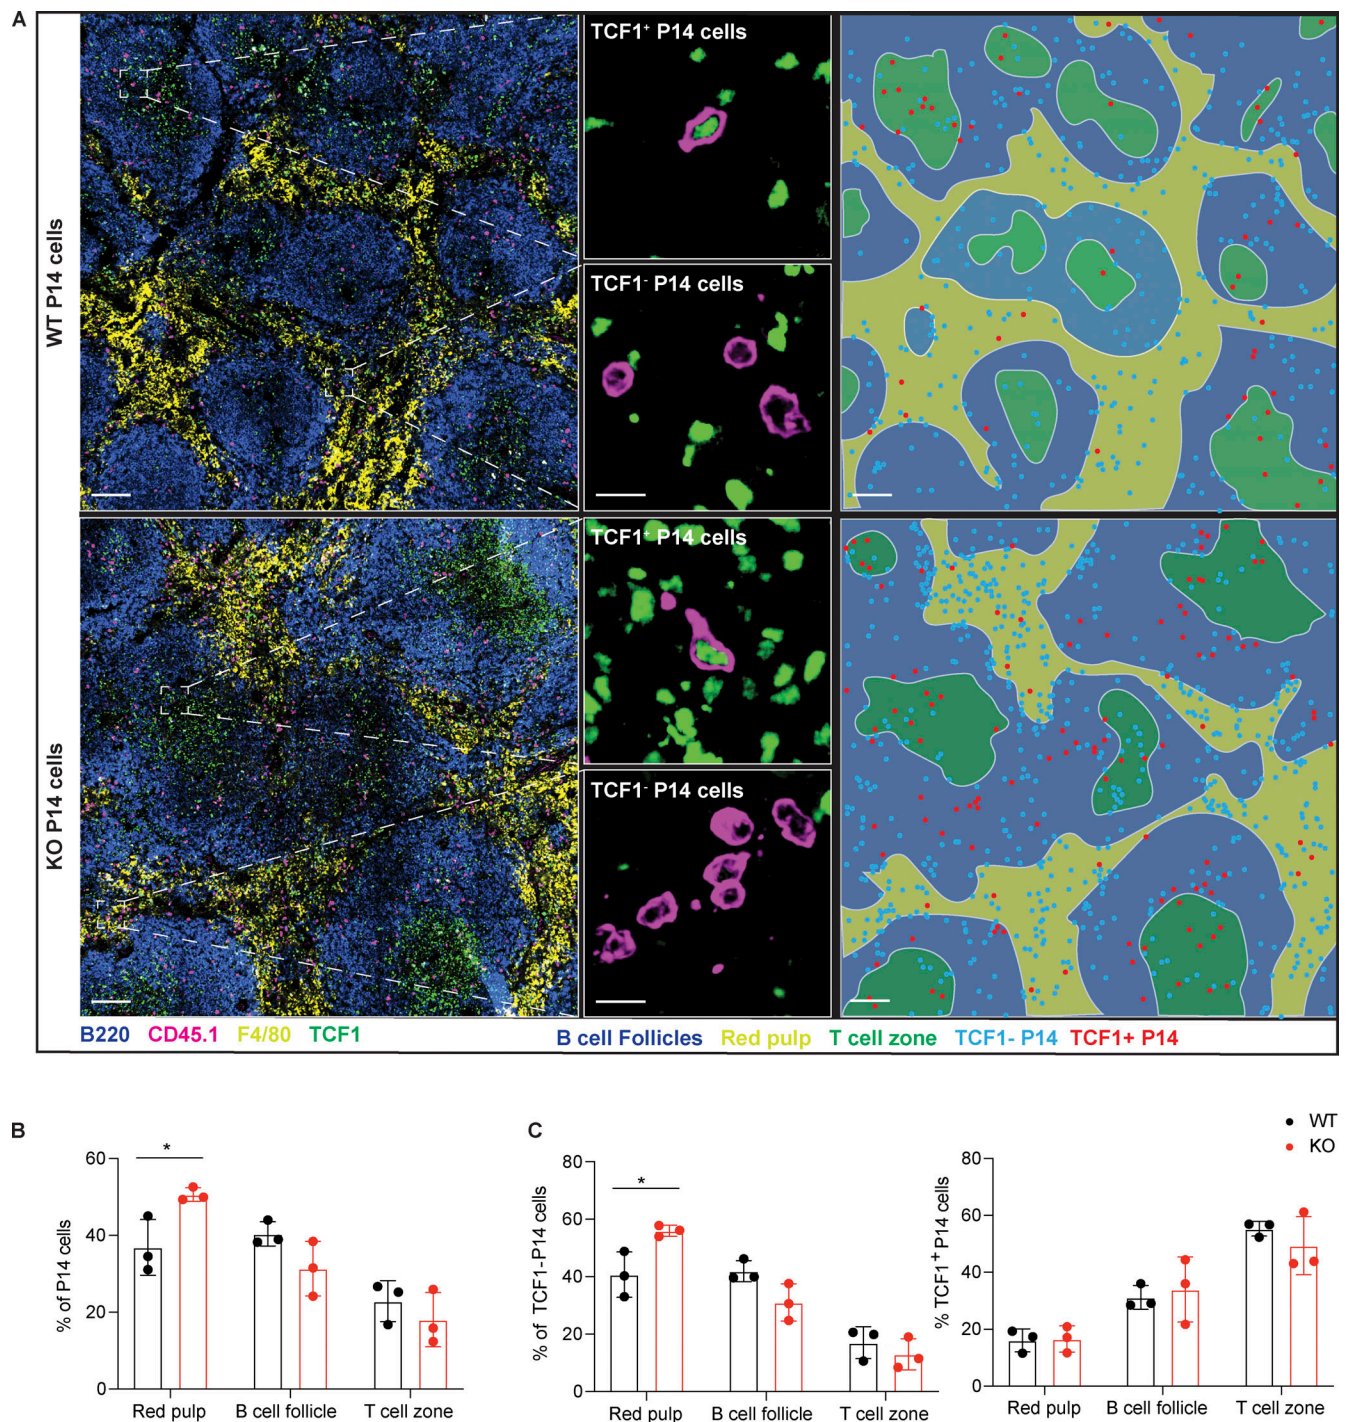 A
WT P14 cells
TCF1+ P14 cells
TCF1- P14 cells
KO P14 cells
TCF1+ P14 cells
TCF1- P14 cells
B220 CD45.1 F4/80 TCF1
B cell Follicles Red pulp T cell zone TCF1- P14 TCF1+ P14
B
% of P14 cells
60
40
20
0
*
Red pulp B cell follicle T cell zone
C
% of TCF1-P14 cells
80
60
40
20
0
*
Red pulp B cell follicle T cell zone
WT
KO
% TCF1+ P14 cells
80
60
40
20
0
Red pulp B cell follicle T cell zone